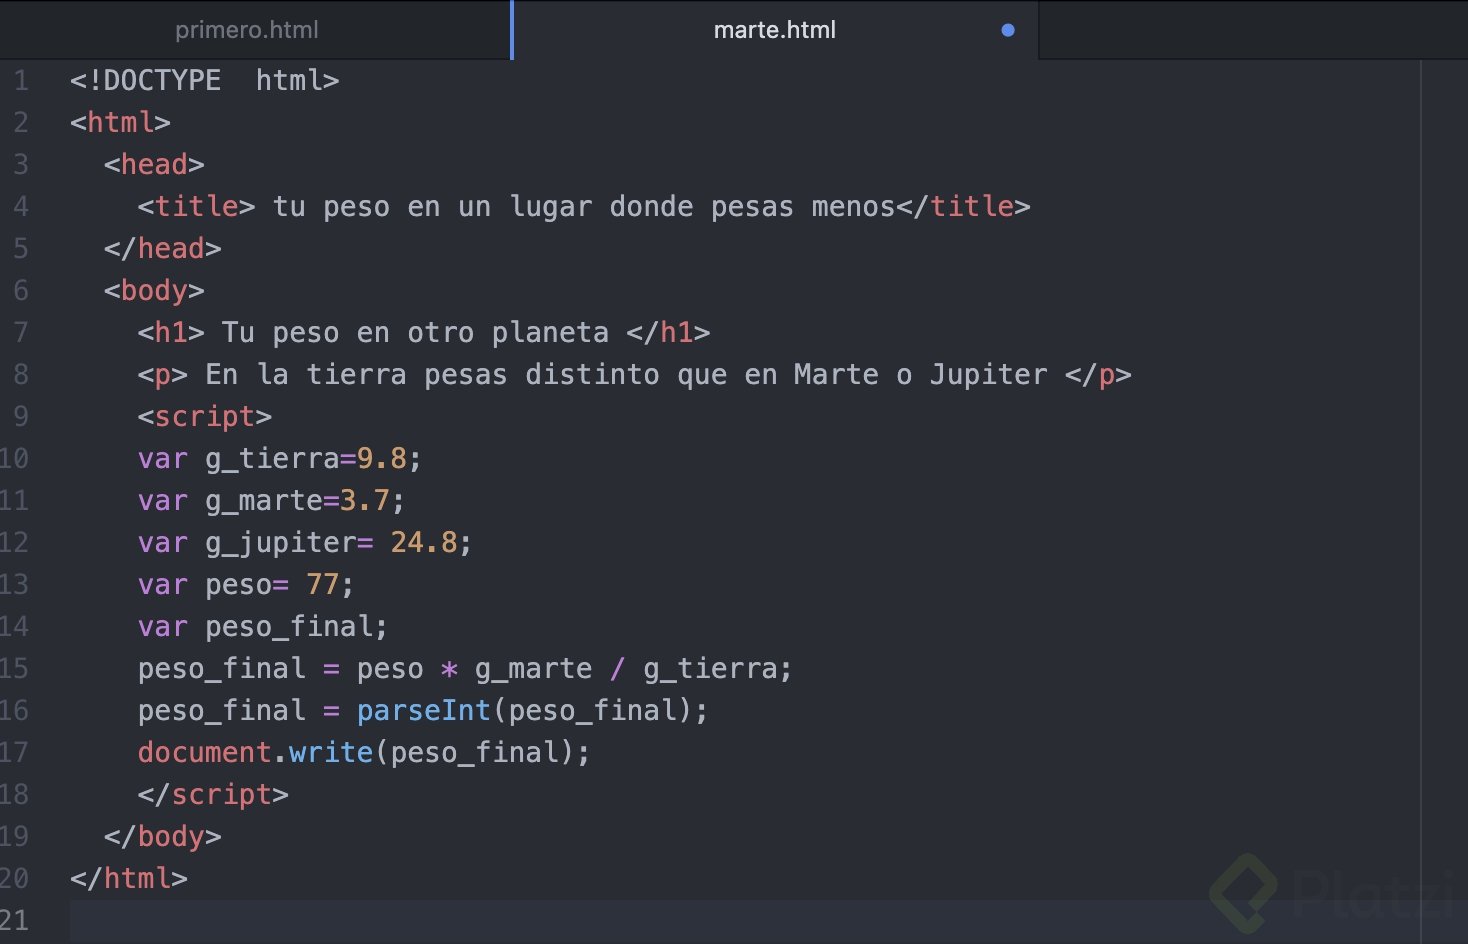 primero.html marte.html
1 <!DOCTYPE  html>
2 <html>
3   <head>
4     <title> tu peso en un lugar donde pesas menos</title>
5   </head>
6   <body>
7     <h1> Tu peso en otro planeta </h1>
8     <p> En la tierra pesas distinto que en Marte o Jupiter </p>
9     <script>
10     var g_tierra=9.8;
11     var g_marte=3.7;
12     var g_jupiter= 24.8;
13     var peso= 77;
14     var peso_final;
15     peso_final = peso * g_marte / g_tierra;
16     peso_final = parseInt(peso_final);
17     document.write(peso_final);
18     </script>
19   </body>
20 </html>
21
Platzi